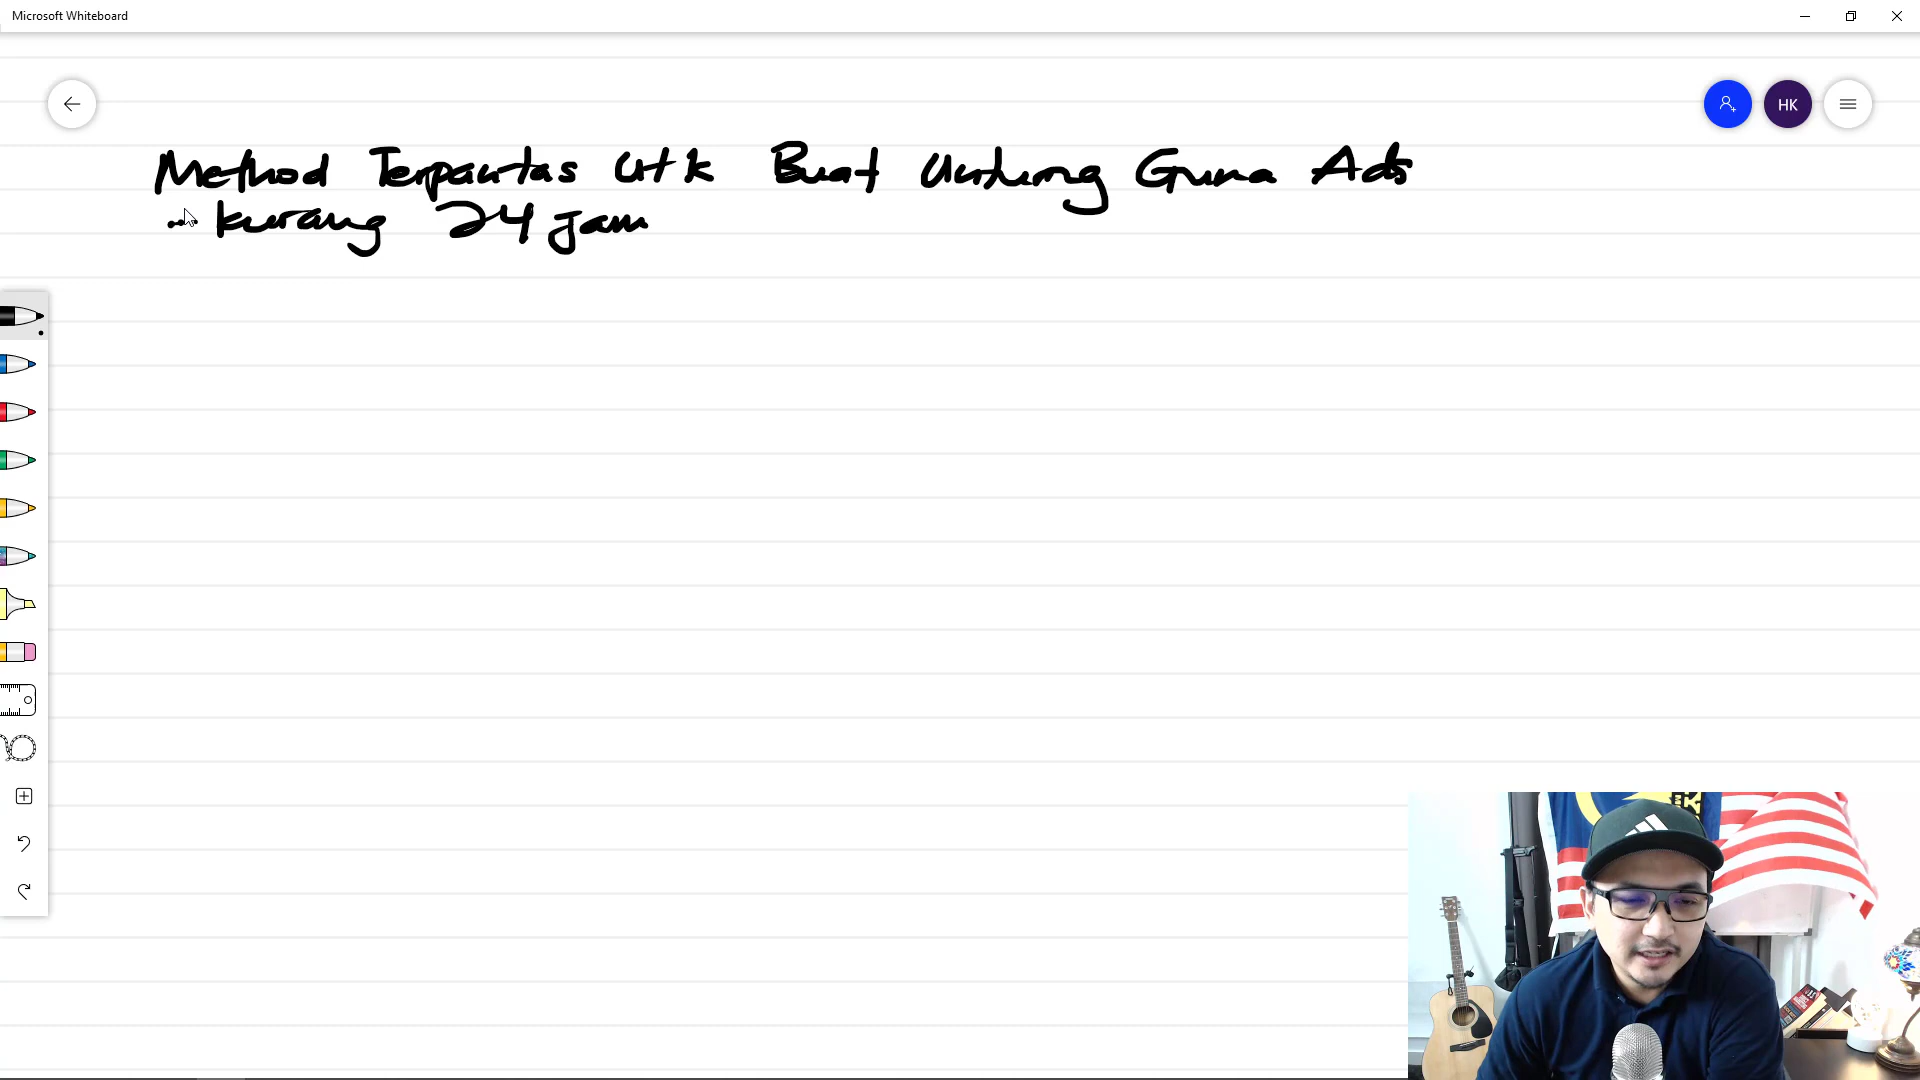 Microsoft Whiteboard
HK
Method Terpantas Utk Buat Untung Guna Ads
... kurang 24 jam